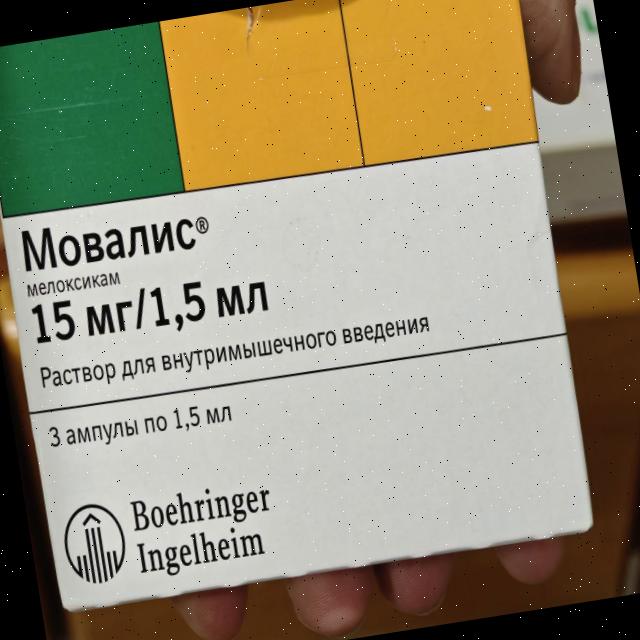 Мовалис®
мелоксикам
15 мг/1,5 мл
Раствор для внутримышечного введения
3 ампулы по 1,5 мл
Boehringer
Ingelheim